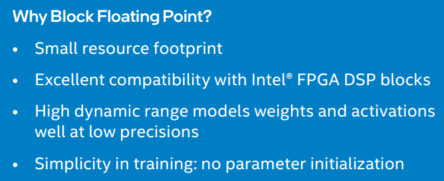 Why Block Floating Point?
• Small resource footprint
• Excellent compatibility with Intel® FPGA DSP blocks
• High dynamic range models weights and activations
well at low precisions
• Simplicity in training: no parameter initialization